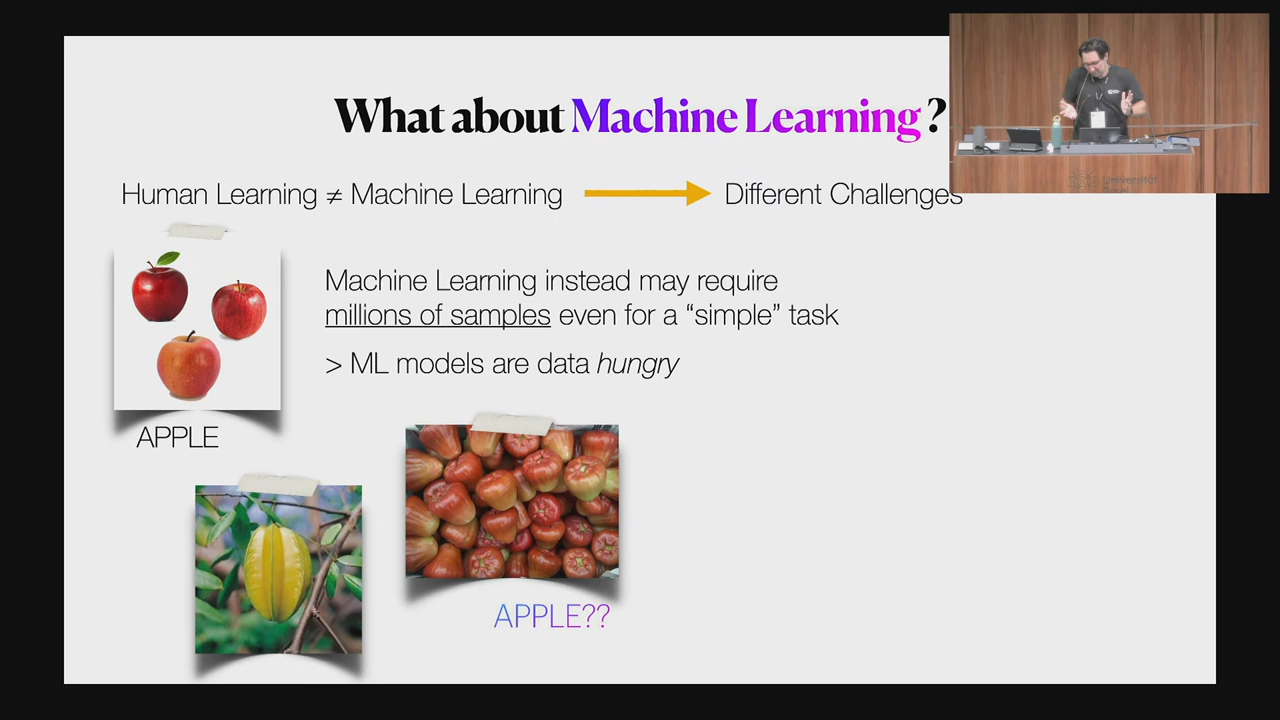 What about Machine Learning ?
Human Learning ≠ Machine Learning
Different Challenges
Machine Learning instead may require
millions of samples even for a “simple” task
> ML models are data hungry
APPLE
APPLE??
Universität